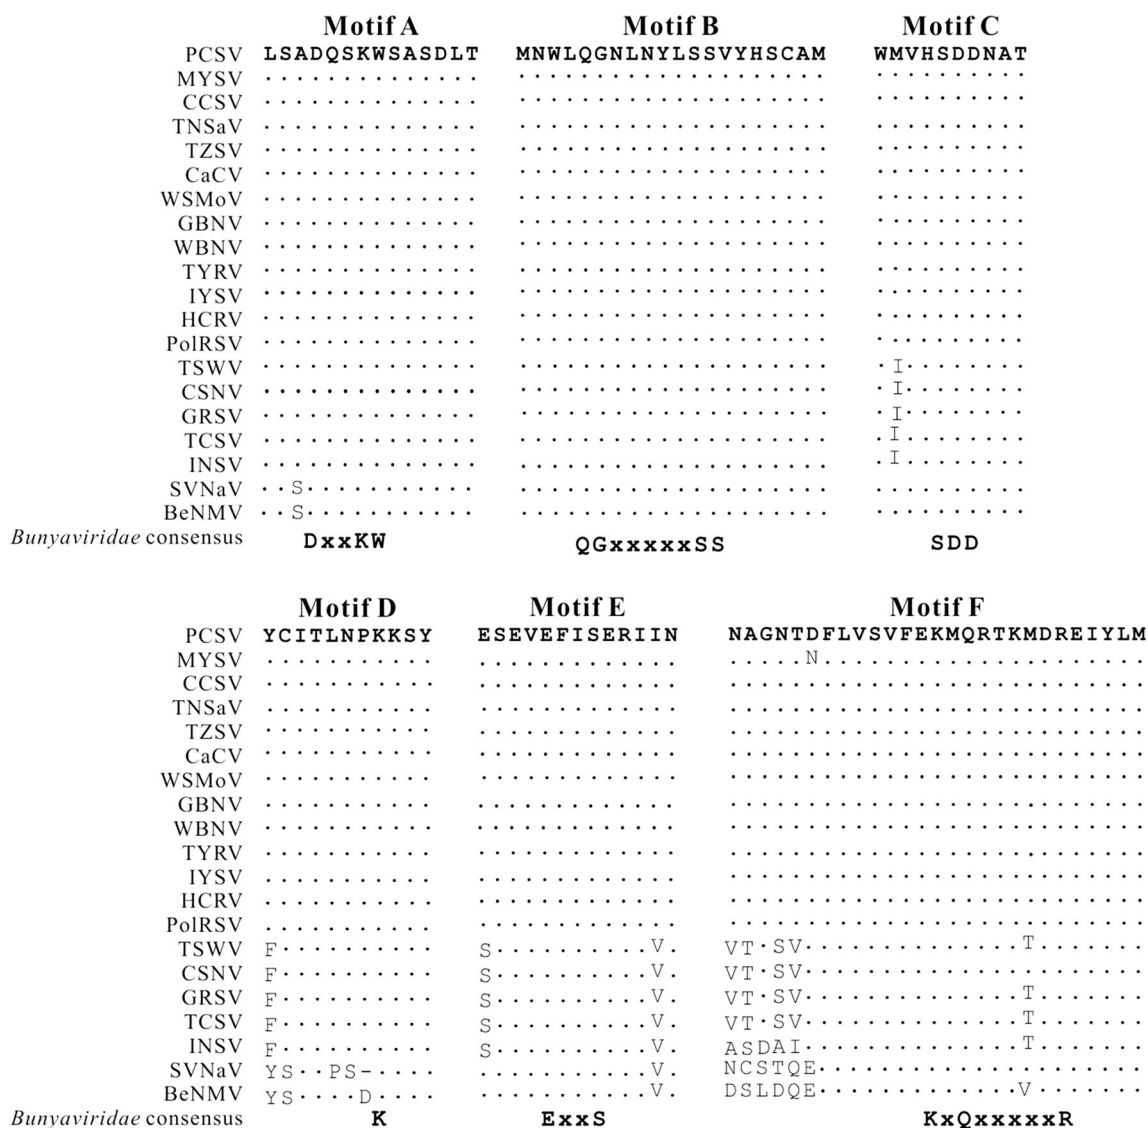 Motif A Motif B Motif C
PCSV LSADQSKWSASDLT MNWLQGNLNYLSSVYHSCAM WMVHSDDNAT
MYSV .............. .................... ..........
CCSV .............. .................... ..........
TNSaV .............. .................... ..........
TZSV .............. .................... ..........
CaCV .............. .................... ..........
WSMoV .............. .................... ..........
GBNV .............. .................... ..........
WBNV .............. .................... ..........
TYRV .............. .................... ..........
IYSV .............. .................... ..........
HCRV .............. .................... ..........
PolRSV .............. .................... ..........
TSWV .............. .................... .I........
CSNV .............. .................... .I........
GRSV .............. .................... .I........
TCSV .............. .................... .I........
INSV .............. .................... .I........
SVNaV ..S........... .................... ..........
BeNMV ..S........... .................... ..........
Bunyaviridae consensus DxxKW QGxxxxxSS SDD
Motif D Motif E Motif F
PCSV YCITLNPKKSY ESEVEFISERIIN NAGNTDFLVSVFEKMQRTKMDREIYLM
MYSV ........... ............. .....N.....................
CCSV ........... ............. ...........................
TNSaV ........... ............. ...........................
TZSV ........... ............. ...........................
CaCV ........... ............. ...........................
WSMoV ........... ............. ...........................
GBNV ........... ............. ...........................
WBNV ........... ............. ...........................
TYRV ........... ............. ...........................
IYSV ........... ............. ...........................
HCRV ........... ............. ...........................
PolRSV ........... ............. ...........................
TSWV F.......... S..........V. VT.SV..............T.......
CSNV F.......... S..........V. VT.SV......................
GRSV F.......... S..........V. VT.SV..............T.......
TCSV F.......... S..........V. VT.SV..............T.......
INSV F.......... S..........V. ASDAI..............T.......
SVNaV YS..PS-.... ...........V. NCSTQE.....................
BeNMV YS....D.... ...........V. DSLDQE.............V.......
Bunyaviridae consensus K ExxS KxQxxxxxR